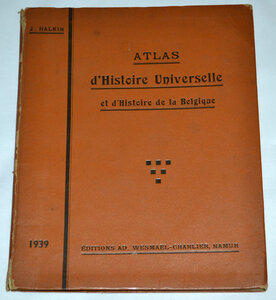 J. HALKIN
ATLAS
d'Histoire Universelle
et d'Histoire de la Belgique
1939
ÉDITIONS AD. WESMAEL-CHARLIER, NAMUR